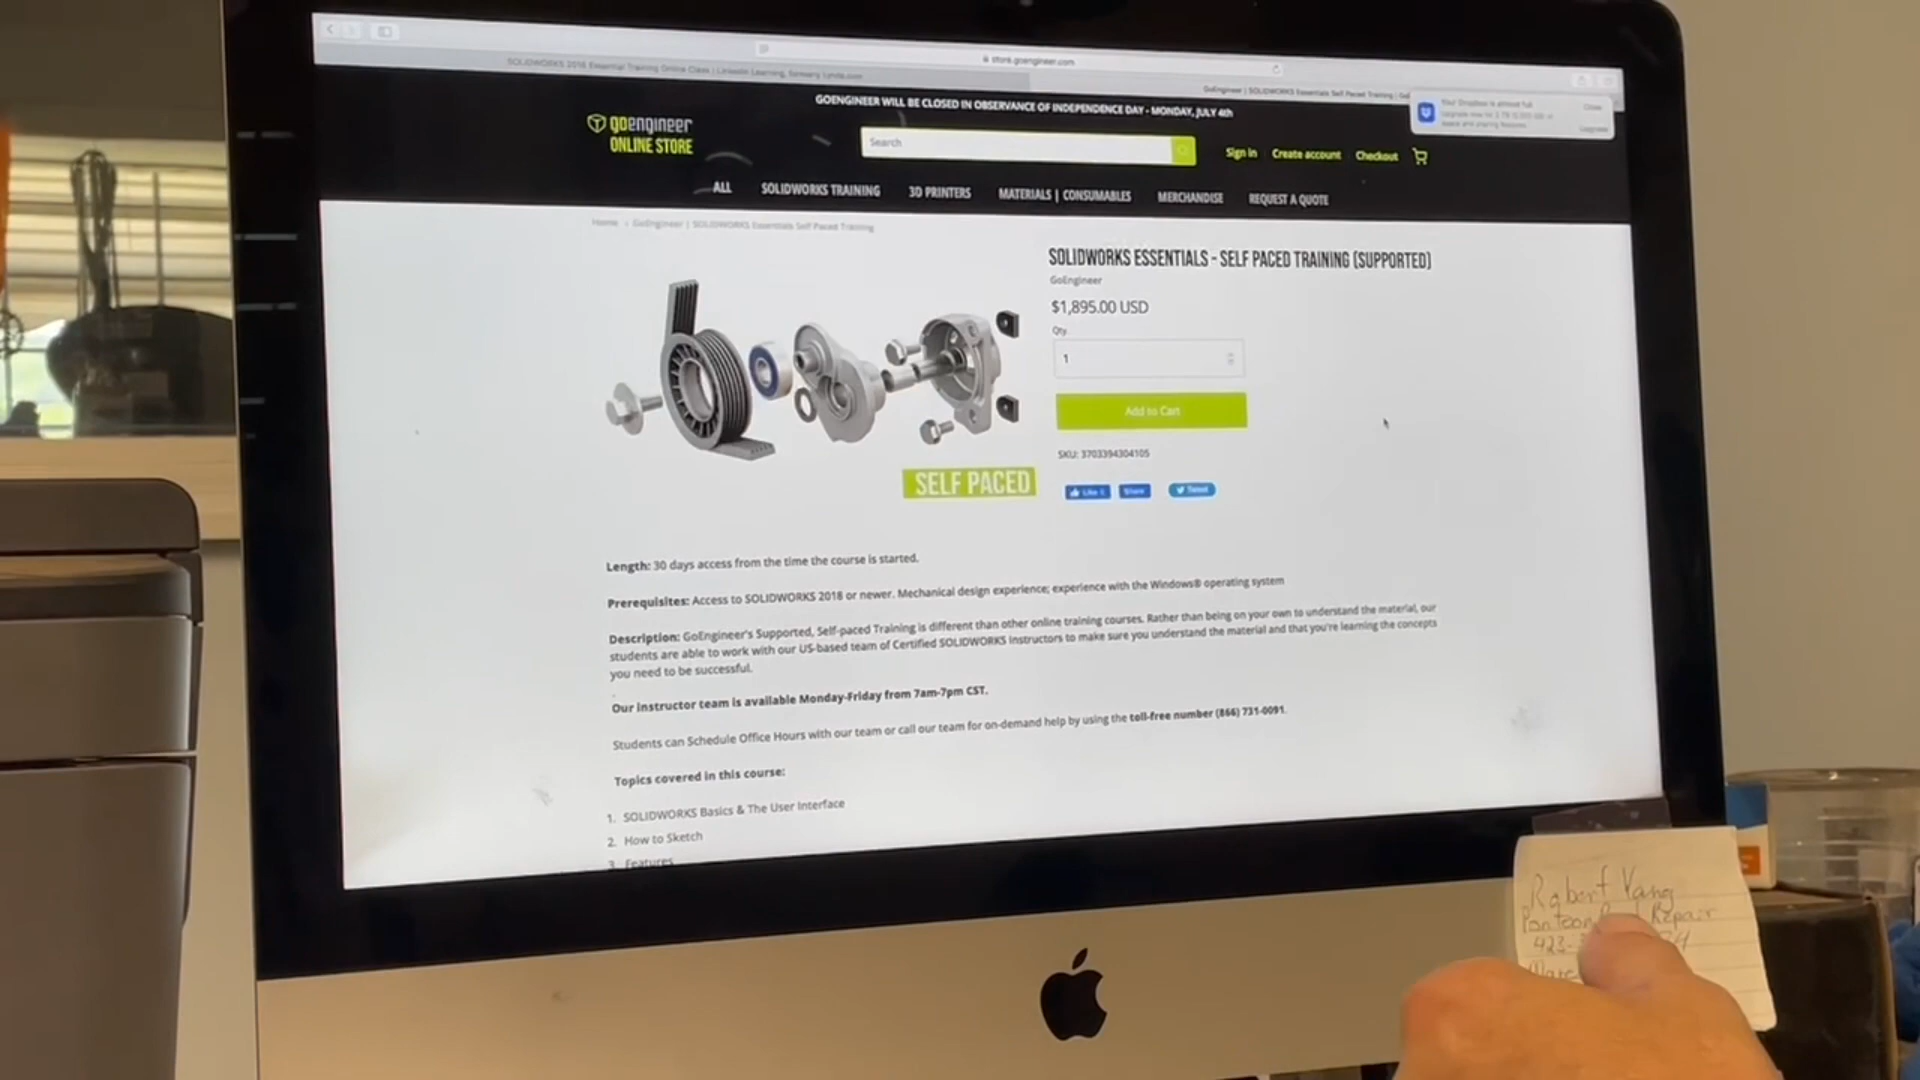 SOLIDWORKS 2018 Essential Training Online Class | LinkedIn Learning, formerly Lynda.com
store.goengineer.com
GoEngineer | SOLIDWORKS Essentials Self Paced Training |
Your Dropbox is almost full
Close
Upgrade
GOENGINEER WILL BE CLOSED IN OBSERVANCE OF INDEPENDENCE DAY - MONDAY, JULY 4th
goengineer
ONLINE STORE
Search
Sign in
Create account
Checkout
ALL
SOLIDWORKS TRAINING
3D PRINTERS
MATERIALS | CONSUMABLES
MERCHANDISE
REQUEST A QUOTE
Home › GoEngineer | SOLIDWORKS Essentials Self Paced Training
SOLIDWORKS ESSENTIALS - SELF PACED TRAINING (SUPPORTED)
GoEngineer
$1,895.00 USD
Qty
1
Add to Cart
SKU: 3703394304105
Like
Share
Tweet
SELF PACED
Length: 30 days access from the time the course is started.
Prerequisites: Access to SOLIDWORKS 2018 or newer. Mechanical design experience; experience with the Windows® operating system
Description: GoEngineer's Supported, Self-paced Training is different than other online training courses. Rather than being on your own to understand the material, our
students are able to work with our US-based team of Certified SOLIDWORKS Instructors to make sure you understand the material and that you're learning the concepts
you need to be successful.
Our instructor team is available Monday-Friday from 7am-7pm CST.
Students can Schedule Office Hours with our team or call our team for on-demand help by using the toll-free number (866) 731-0091.
Topics covered in this course:
1. SOLIDWORKS Basics & The User Interface
2. How to Sketch
3. Features
Robert Yang
Repair
423-